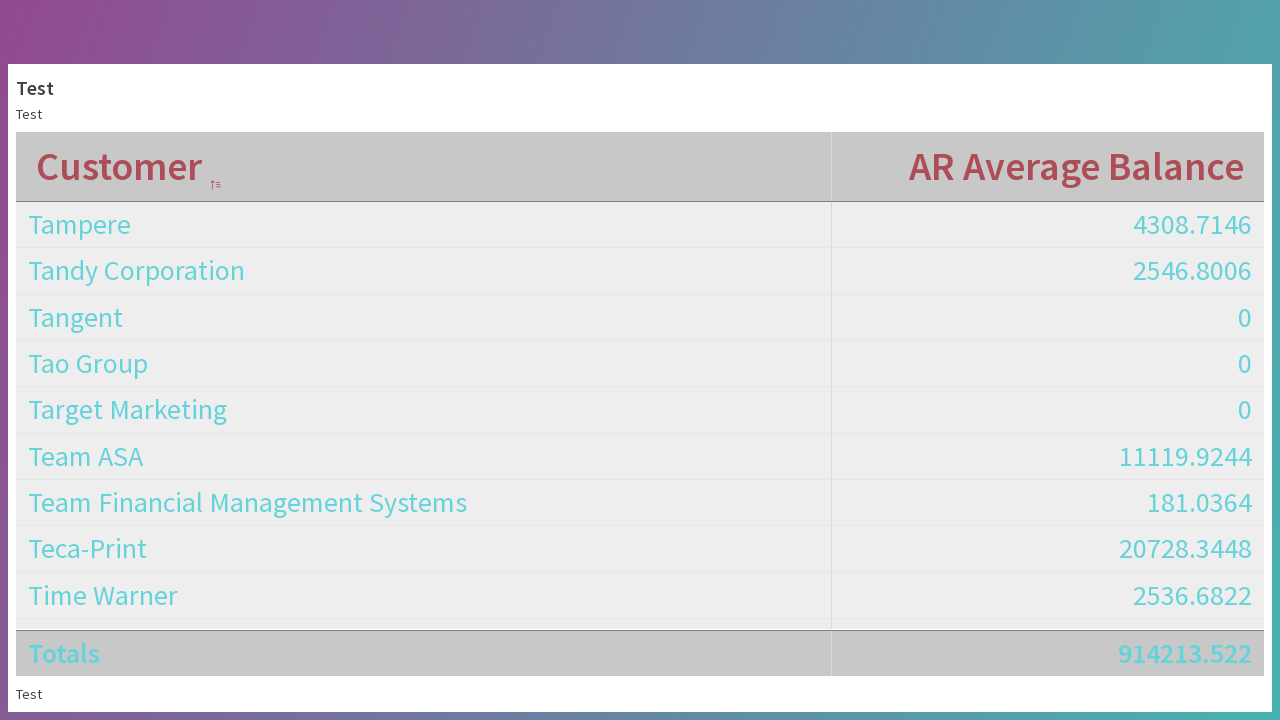 Test
Test
Customer AR Average Balance
Tampere 4308.7146
Tandy Corporation 2546.8006
Tangent 0
Tao Group 0
Target Marketing 0
Team ASA 11119.9244
Team Financial Management Systems 181.0364
Teca-Print 20728.3448
Time Warner 2536.6822
Totals 914213.522
Test